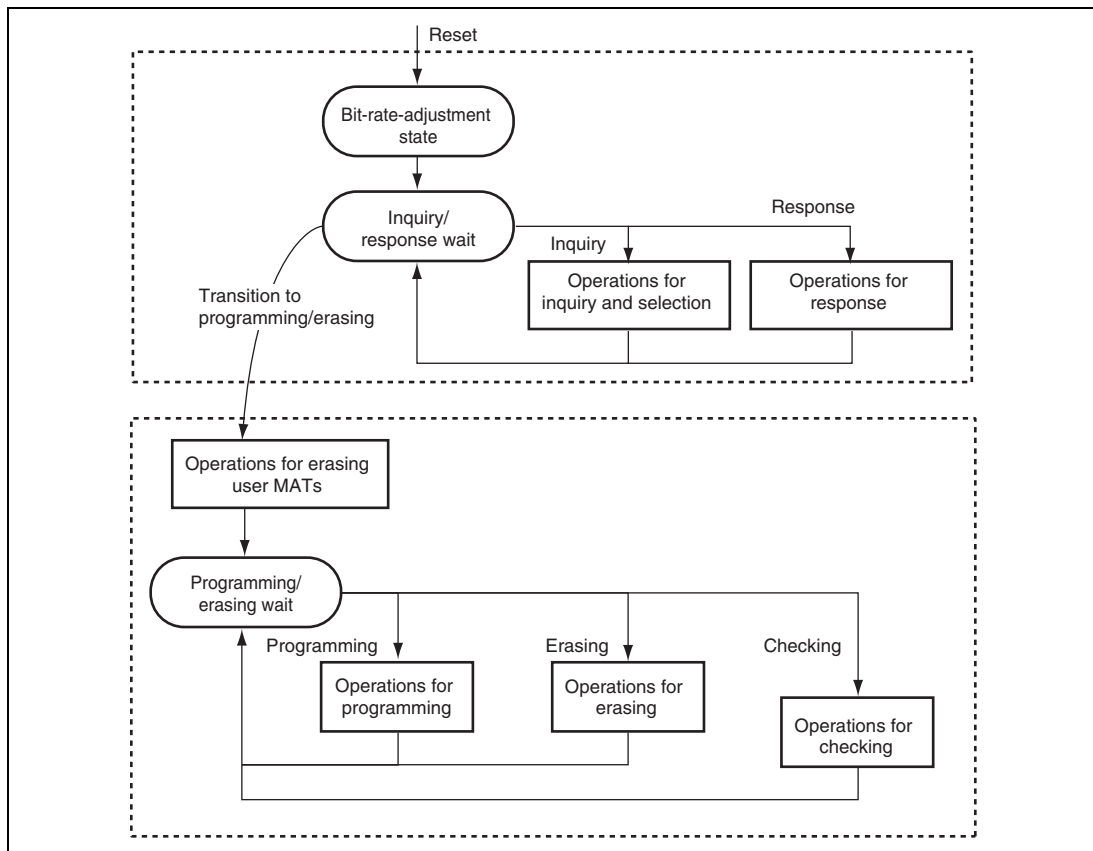 Reset
Bit-rate-adjustment
state
Inquiry/
response wait
Response
Inquiry
Operations for
inquiry and selection
Operations for
response
Transition to
programming/erasing
Operations for erasing
user MATs
Programming/
erasing wait
Programming
Erasing
Checking
Operations for
programming
Operations for
erasing
Operations for
checking